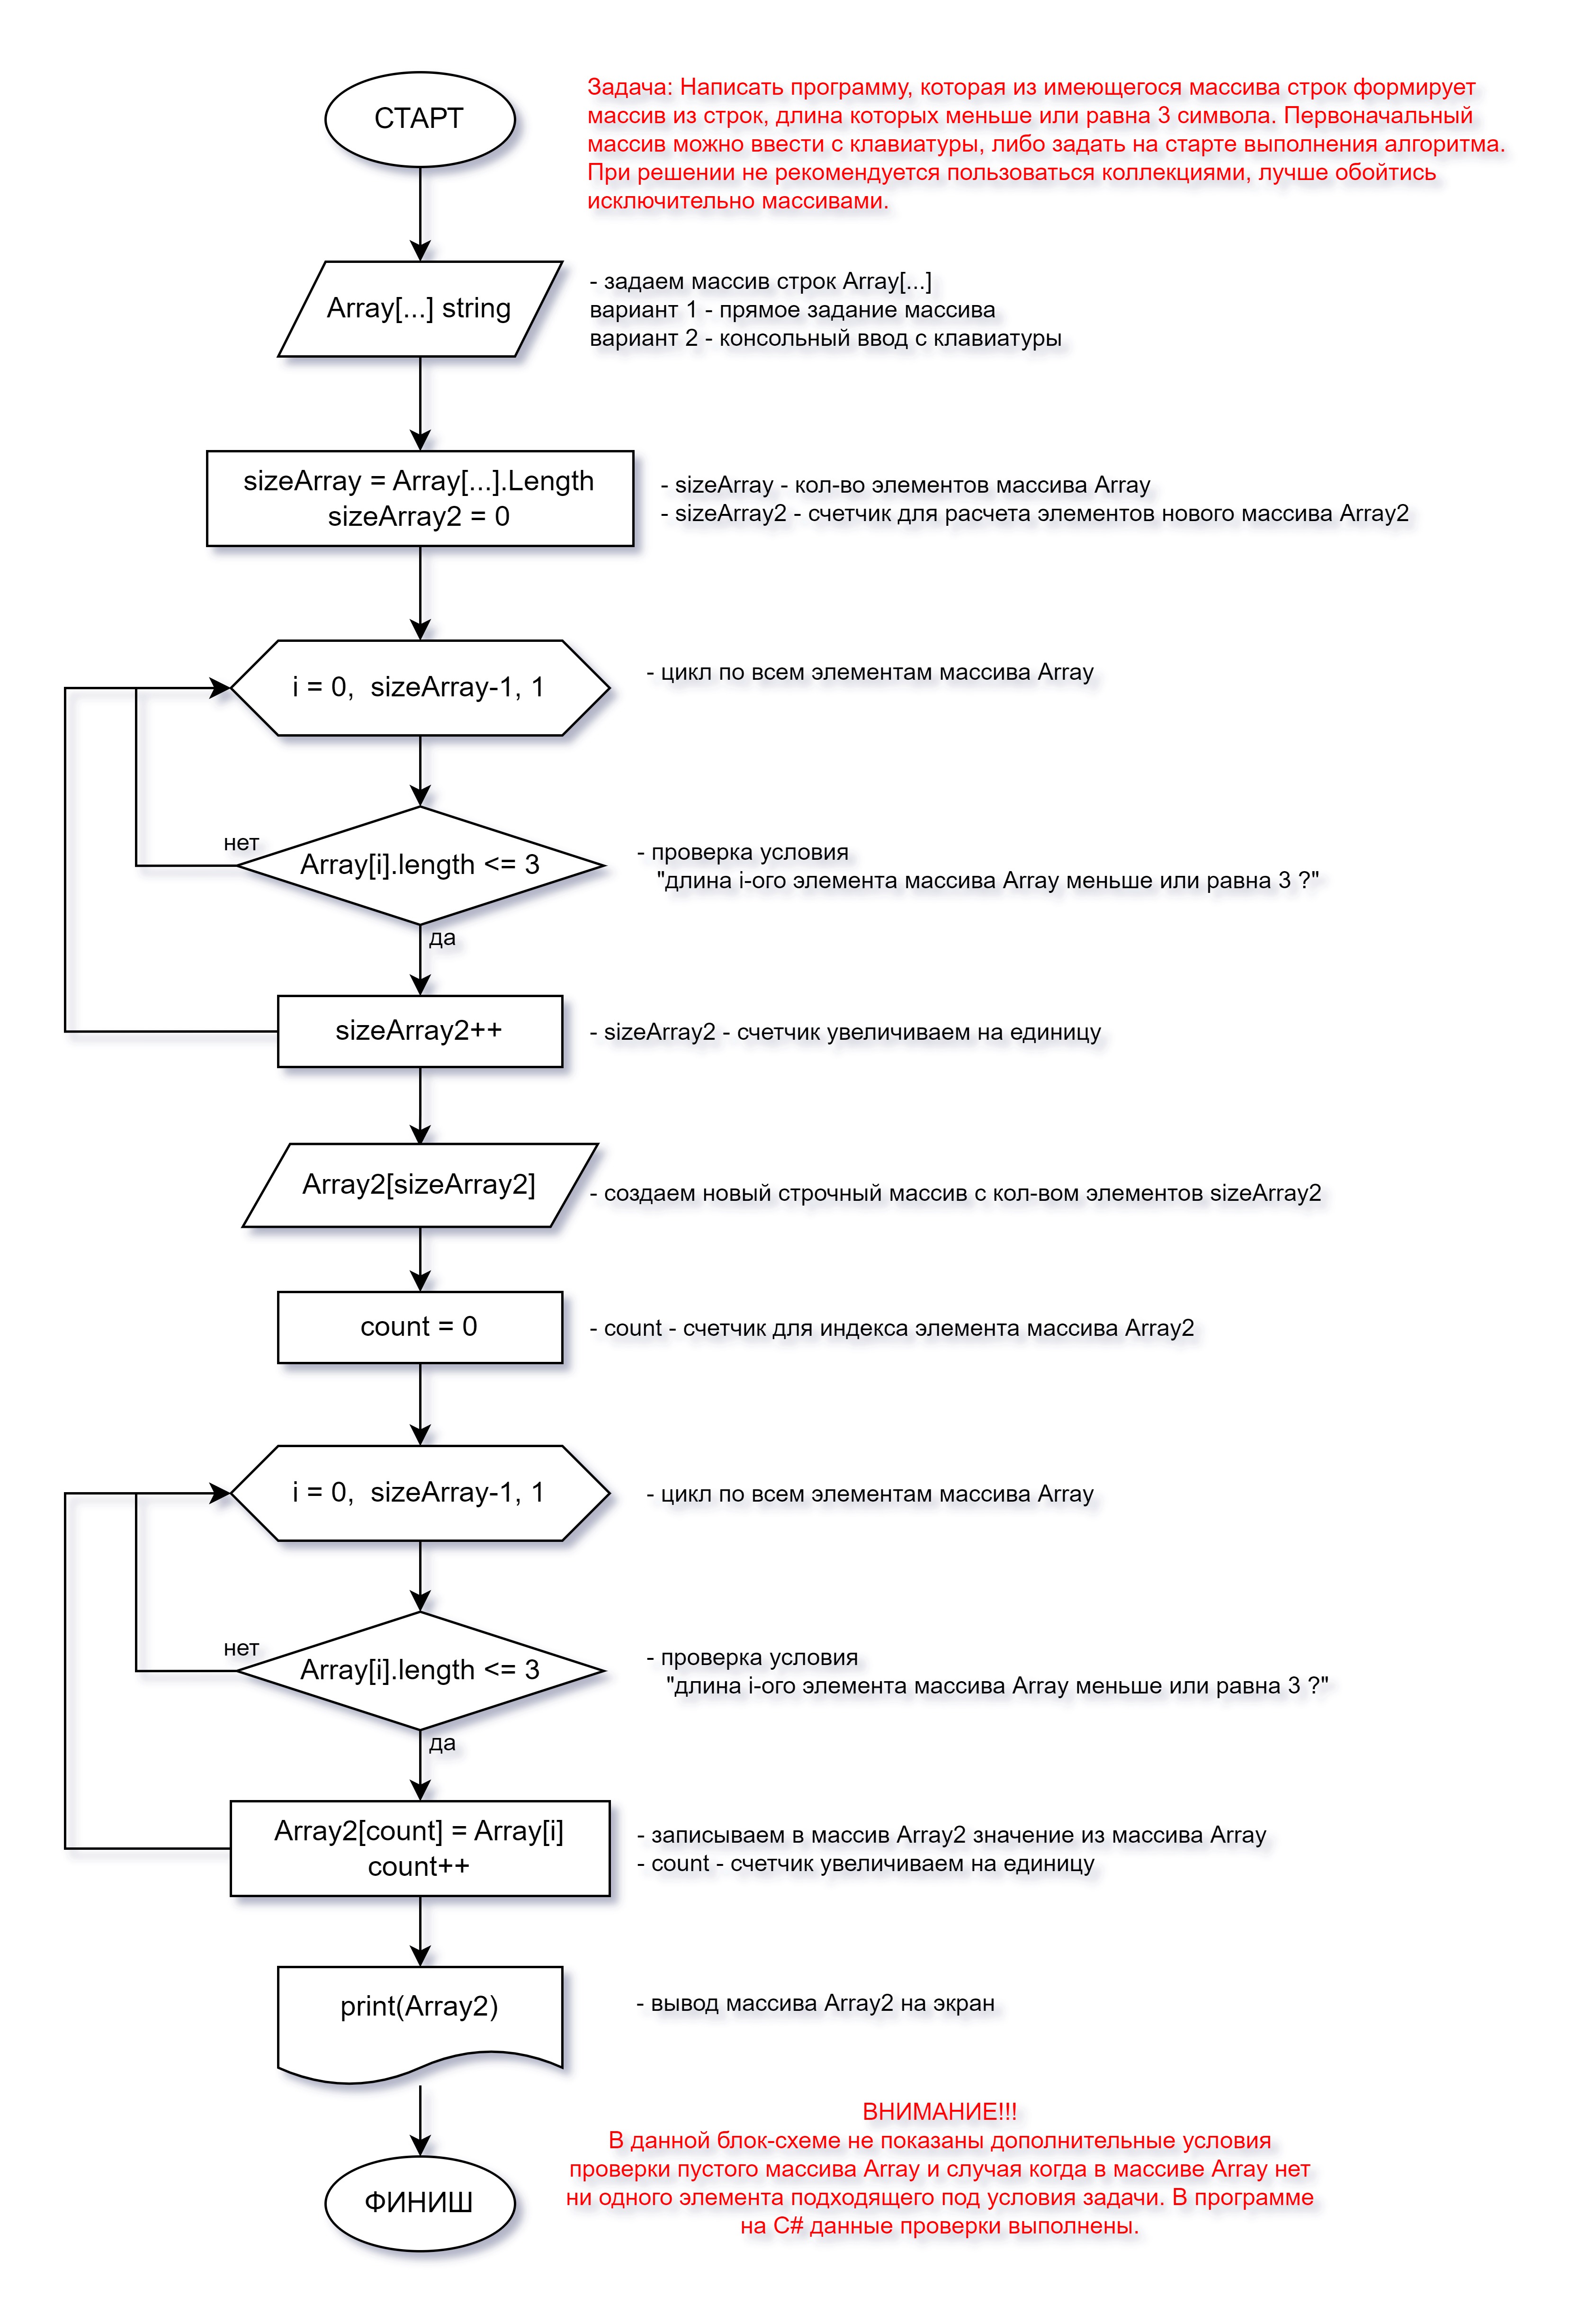 СТАРТ
Задача: Написать программу, которая из имеющегося массива строк формирует
массив из строк, длина которых меньше или равна 3 символа. Первоначальный
массив можно ввести с клавиатуры, либо задать на старте выполнения алгоритма.
При решении не рекомендуется пользоваться коллекциями, лучше обойтись
исключительно массивами.
Array[...] string
- задаем массив строк Array[...]
вариант 1 - прямое задание массива
вариант 2 - консольный ввод с клавиатуры
sizeArray = Array[...].Length
sizeArray2 = 0
- sizeArray - кол-во элементов массива Array
- sizeArray2 - счетчик для расчета элементов нового массива Array2
i = 0,  sizeArray-1, 1
- цикл по всем элементам массива Array
нет
Array[i].length <= 3
- проверка условия
"длина i-ого элемента массива Array меньше или равна 3 ?"
да
sizeArray2++
- sizeArray2 - счетчик увеличиваем на единицу
Array2[sizeArray2]
- создаем новый строчный массив с кол-вом элементов sizeArray2
count = 0
- count - счетчик для индекса элемента массива Array2
i = 0,  sizeArray-1, 1
- цикл по всем элементам массива Array
нет
Array[i].length <= 3
- проверка условия
"длина i-ого элемента массива Array меньше или равна 3 ?"
да
Array2[count] = Array[i]
count++
- записываем в массив Array2 значение из массива Array
- count - счетчик увеличиваем на единицу
print(Array2)
- вывод массива Array2 на экран
ВНИМАНИЕ!!!
В данной блок-схеме не показаны дополнительные условия
проверки пустого массива Array и случая когда в массиве Array нет
ни одного элемента подходящего под условия задачи. В программе
на C# данные проверки выполнены.
ФИНИШ